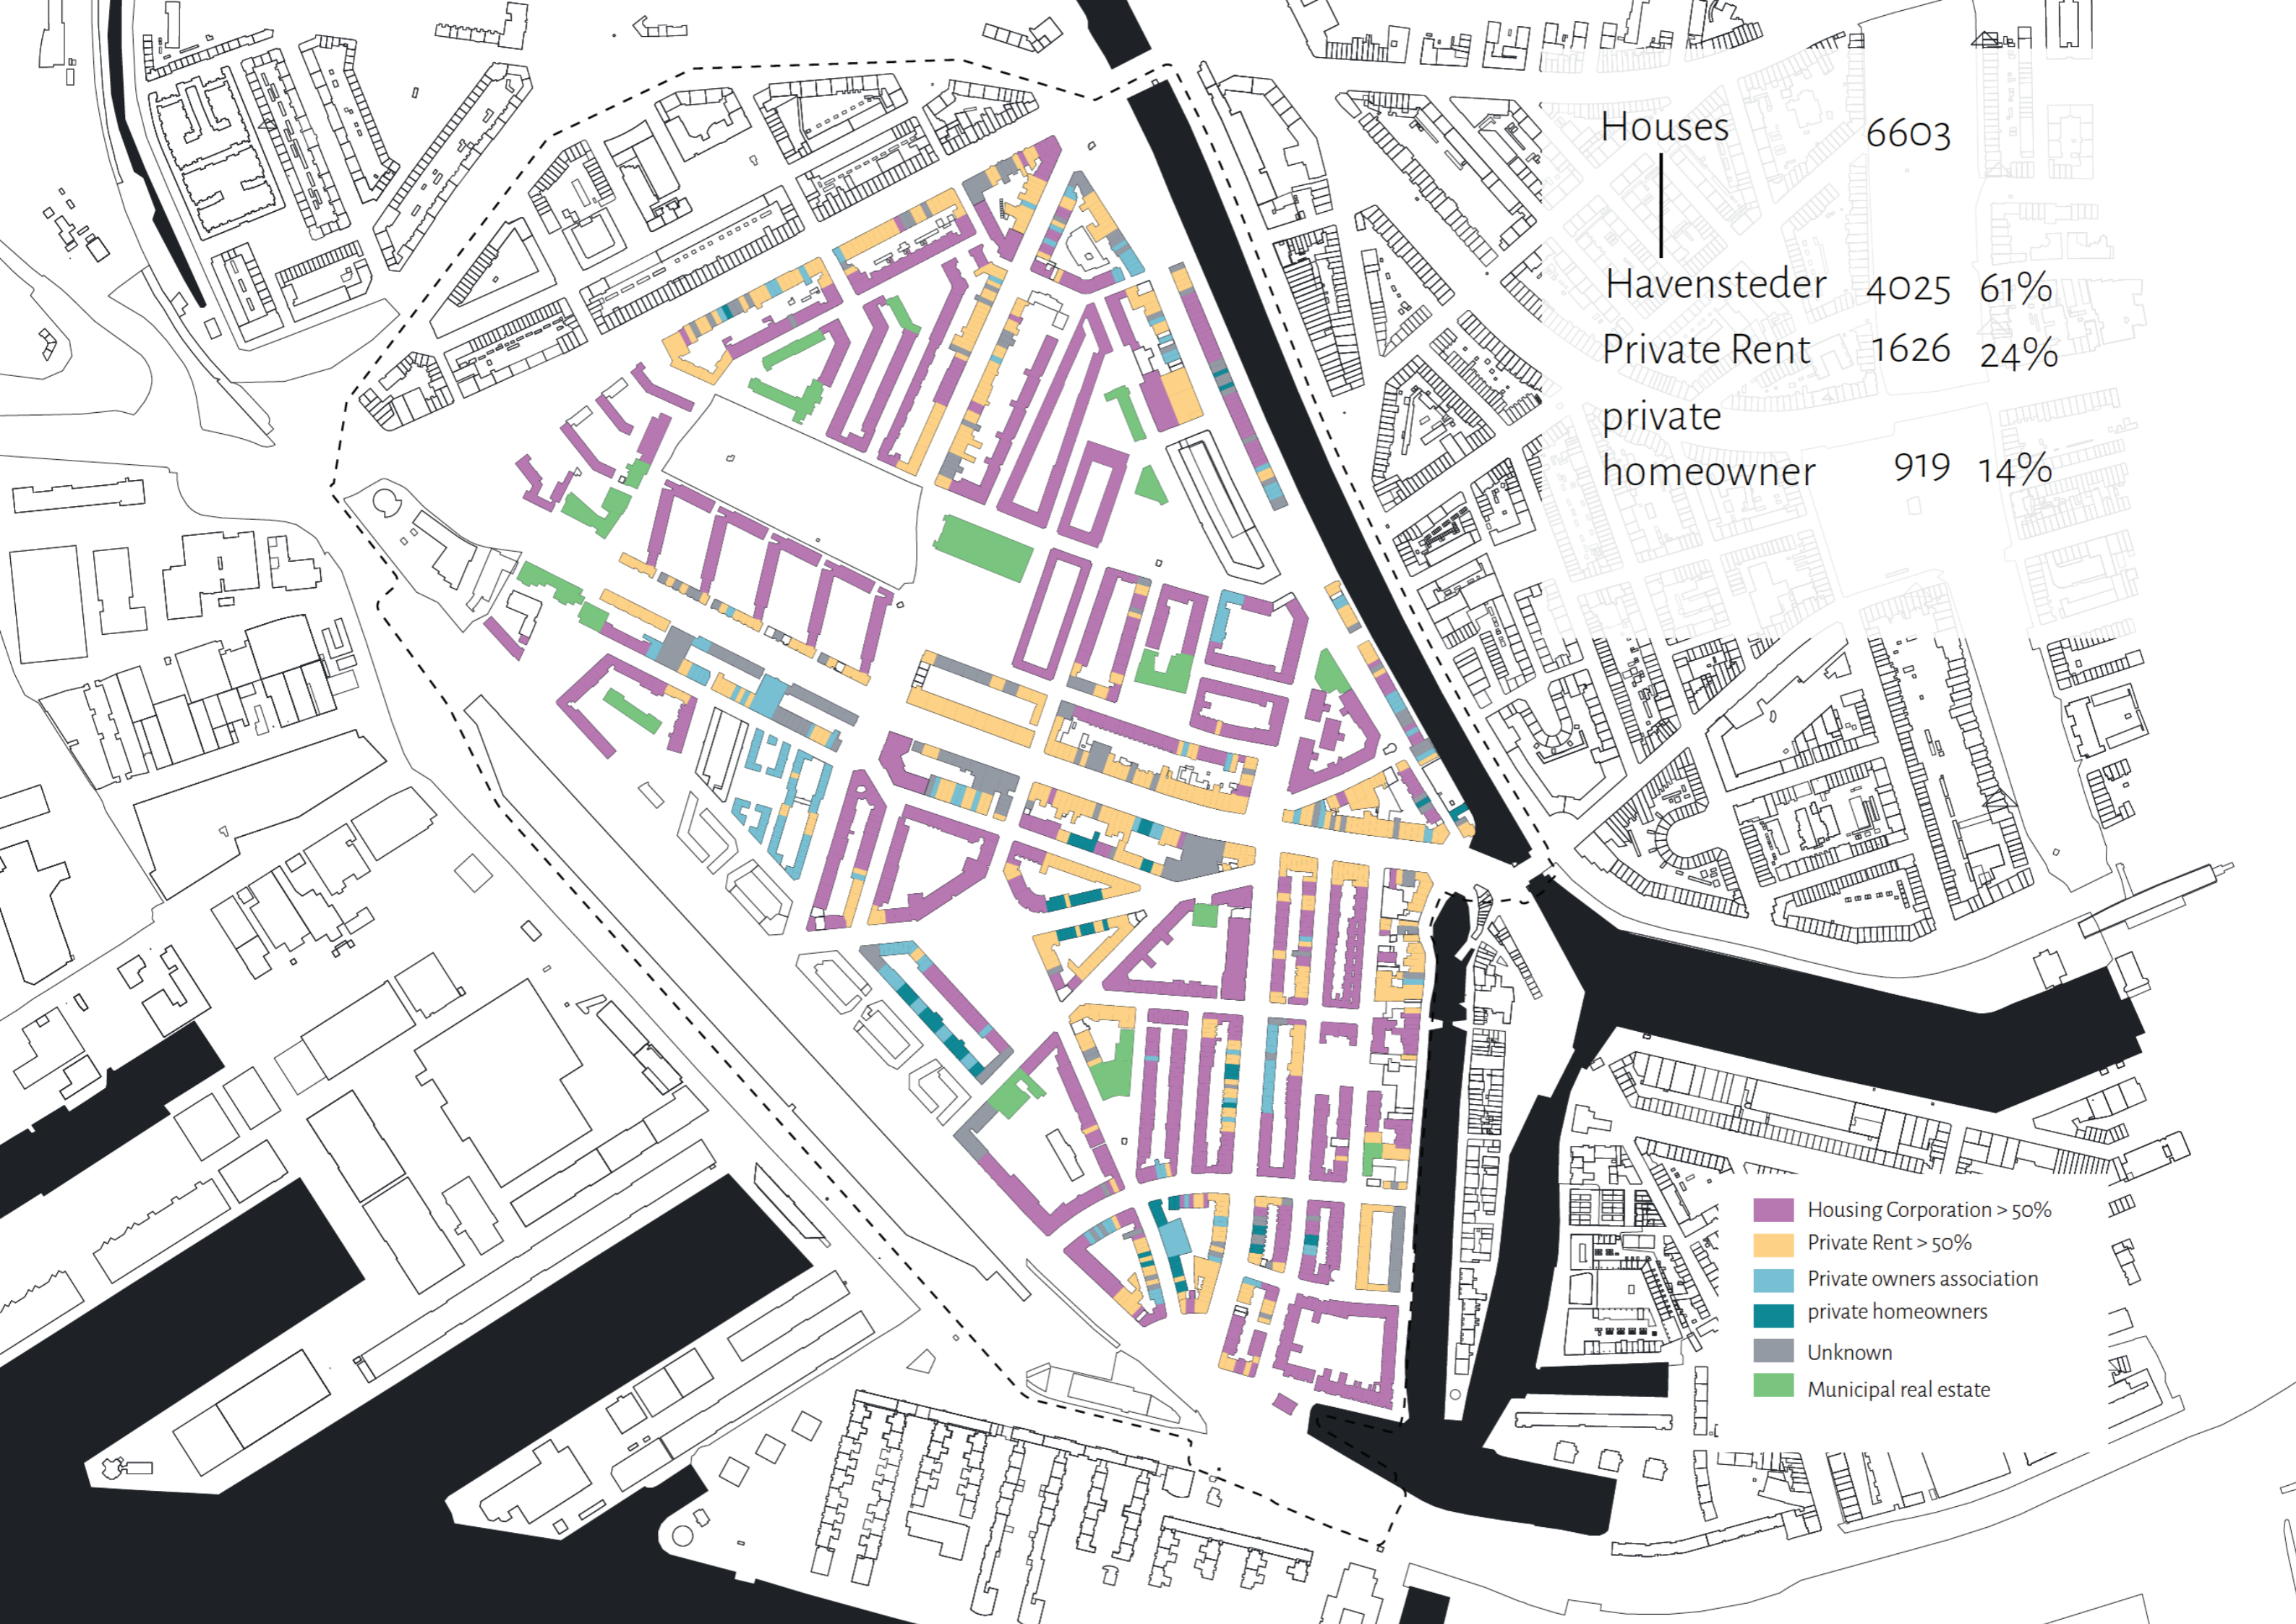 Houses 6603
Havensteder 4025 61%
Private Rent 1626 24%
private
homeowner 919 14%
Housing Corporation > 50%
Private Rent > 50%
Private owners association
private homeowners
Unknown
Municipal real estate